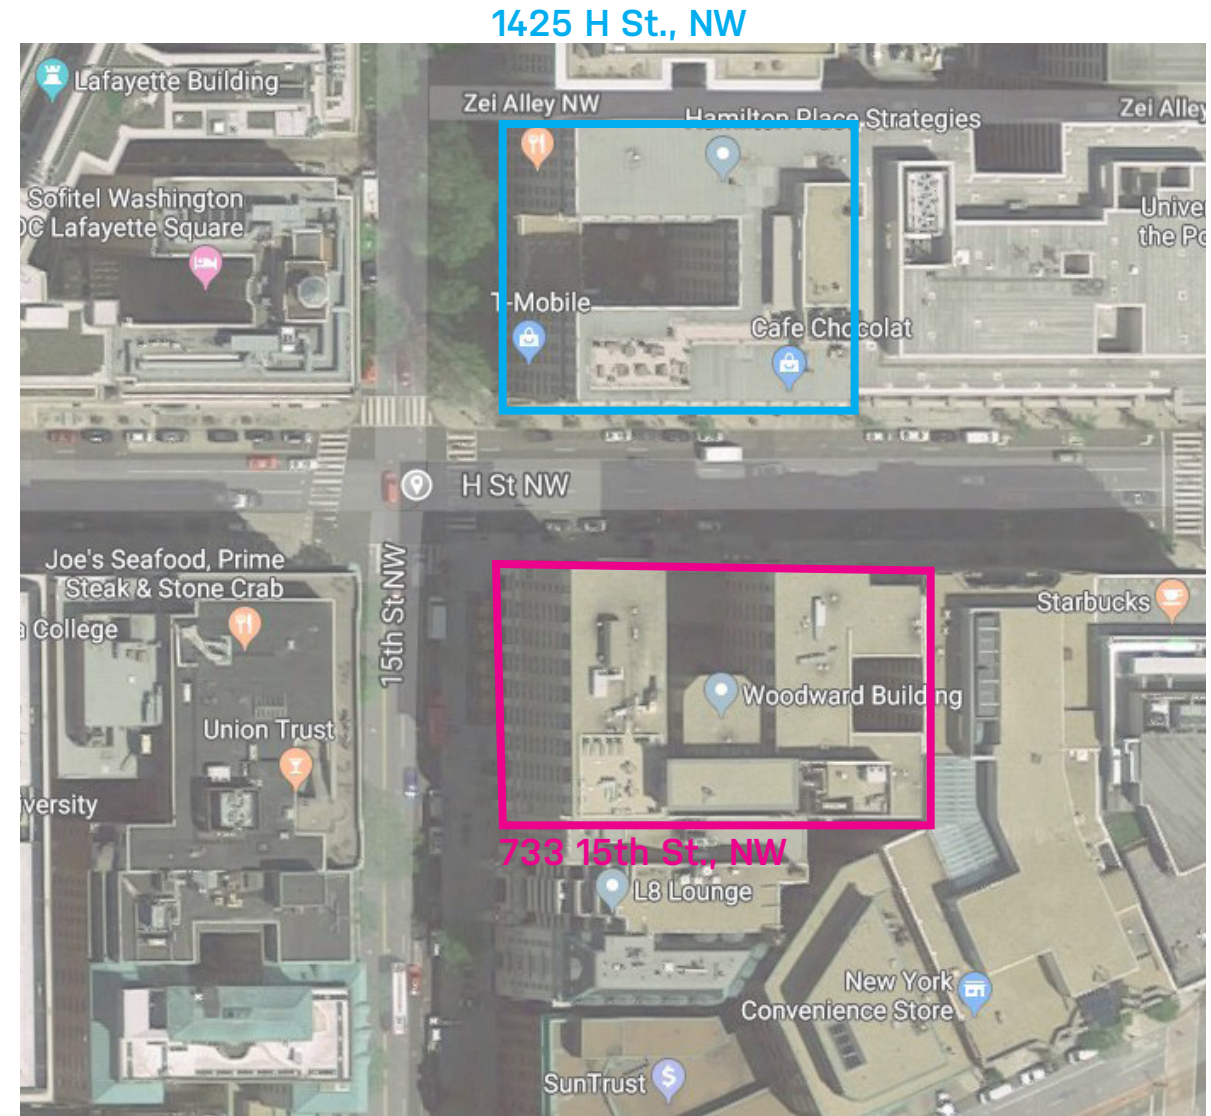 1425 H St., NW
Lafayette Building
Zei Alley NW
Zei Alley
Hamilton Place Strategies
Sofitel Washington
DC Lafayette Square
Univer
the Po
T-Mobile
Cafe Chocolat
H St NW
15th St NW
Joe's Seafood, Prime
Steak & Stone Crab
a College
Starbucks
Woodward Building
Union Trust
iversity
733 15th St., NW
L8 Lounge
New York
Convenience Store
SunTrust
$